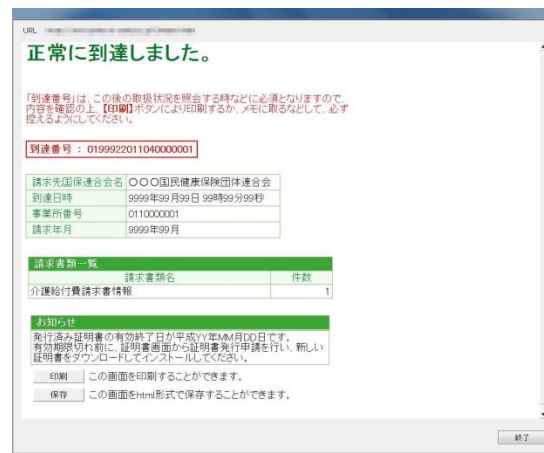 URL
正常に到達しました。
「到達番号」は、この後の取扱状況を照会する時などに必須となりますので、
内容を確認の上、【印刷】ボタンにより印刷するか、メモに取るなどして、必ず
控えるようにしてください。
到達番号 : 0199922011040000001
請求先国保連合会名 ○○○国民健康保険団体連合会
到達日時 9999年99月99日 99時99分99秒
事業所番号 0110000001
請求年月 9999年99月
請求書類一覧
請求書類名 件数
介護給付費請求書情報 1
お知らせ
発行済み証明書の有効終了日が平成YY年MM月DD日です。
有効期限切れ前に、証明書画面から証明書発行申請を行い、新しい
証明書をダウンロードしてインストールしてください。
印刷 この画面を印刷することができます。
保存 この画面をhtml形式で保存することができます。
終了